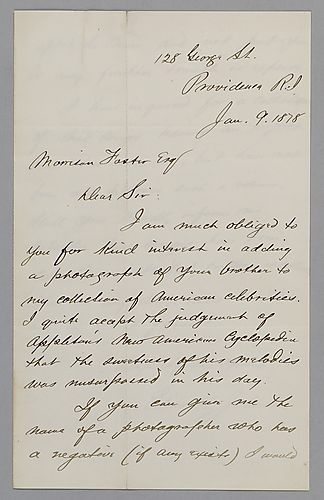 128 George St.
Providence R.I
Jan. 9. 1878
Morrison Foster Esq
Dear Sir:
I am much obliged to
you for kind interest in adding
a photograph of your brother to
my collection of American celebrities.
I quite accept the judgement of
Appletons New American Cyclopedia
that the sweetness of his melodies
was unsurpassed in his day.
If you can give me the
name of a photographer who has
a negative (if any exists) I would